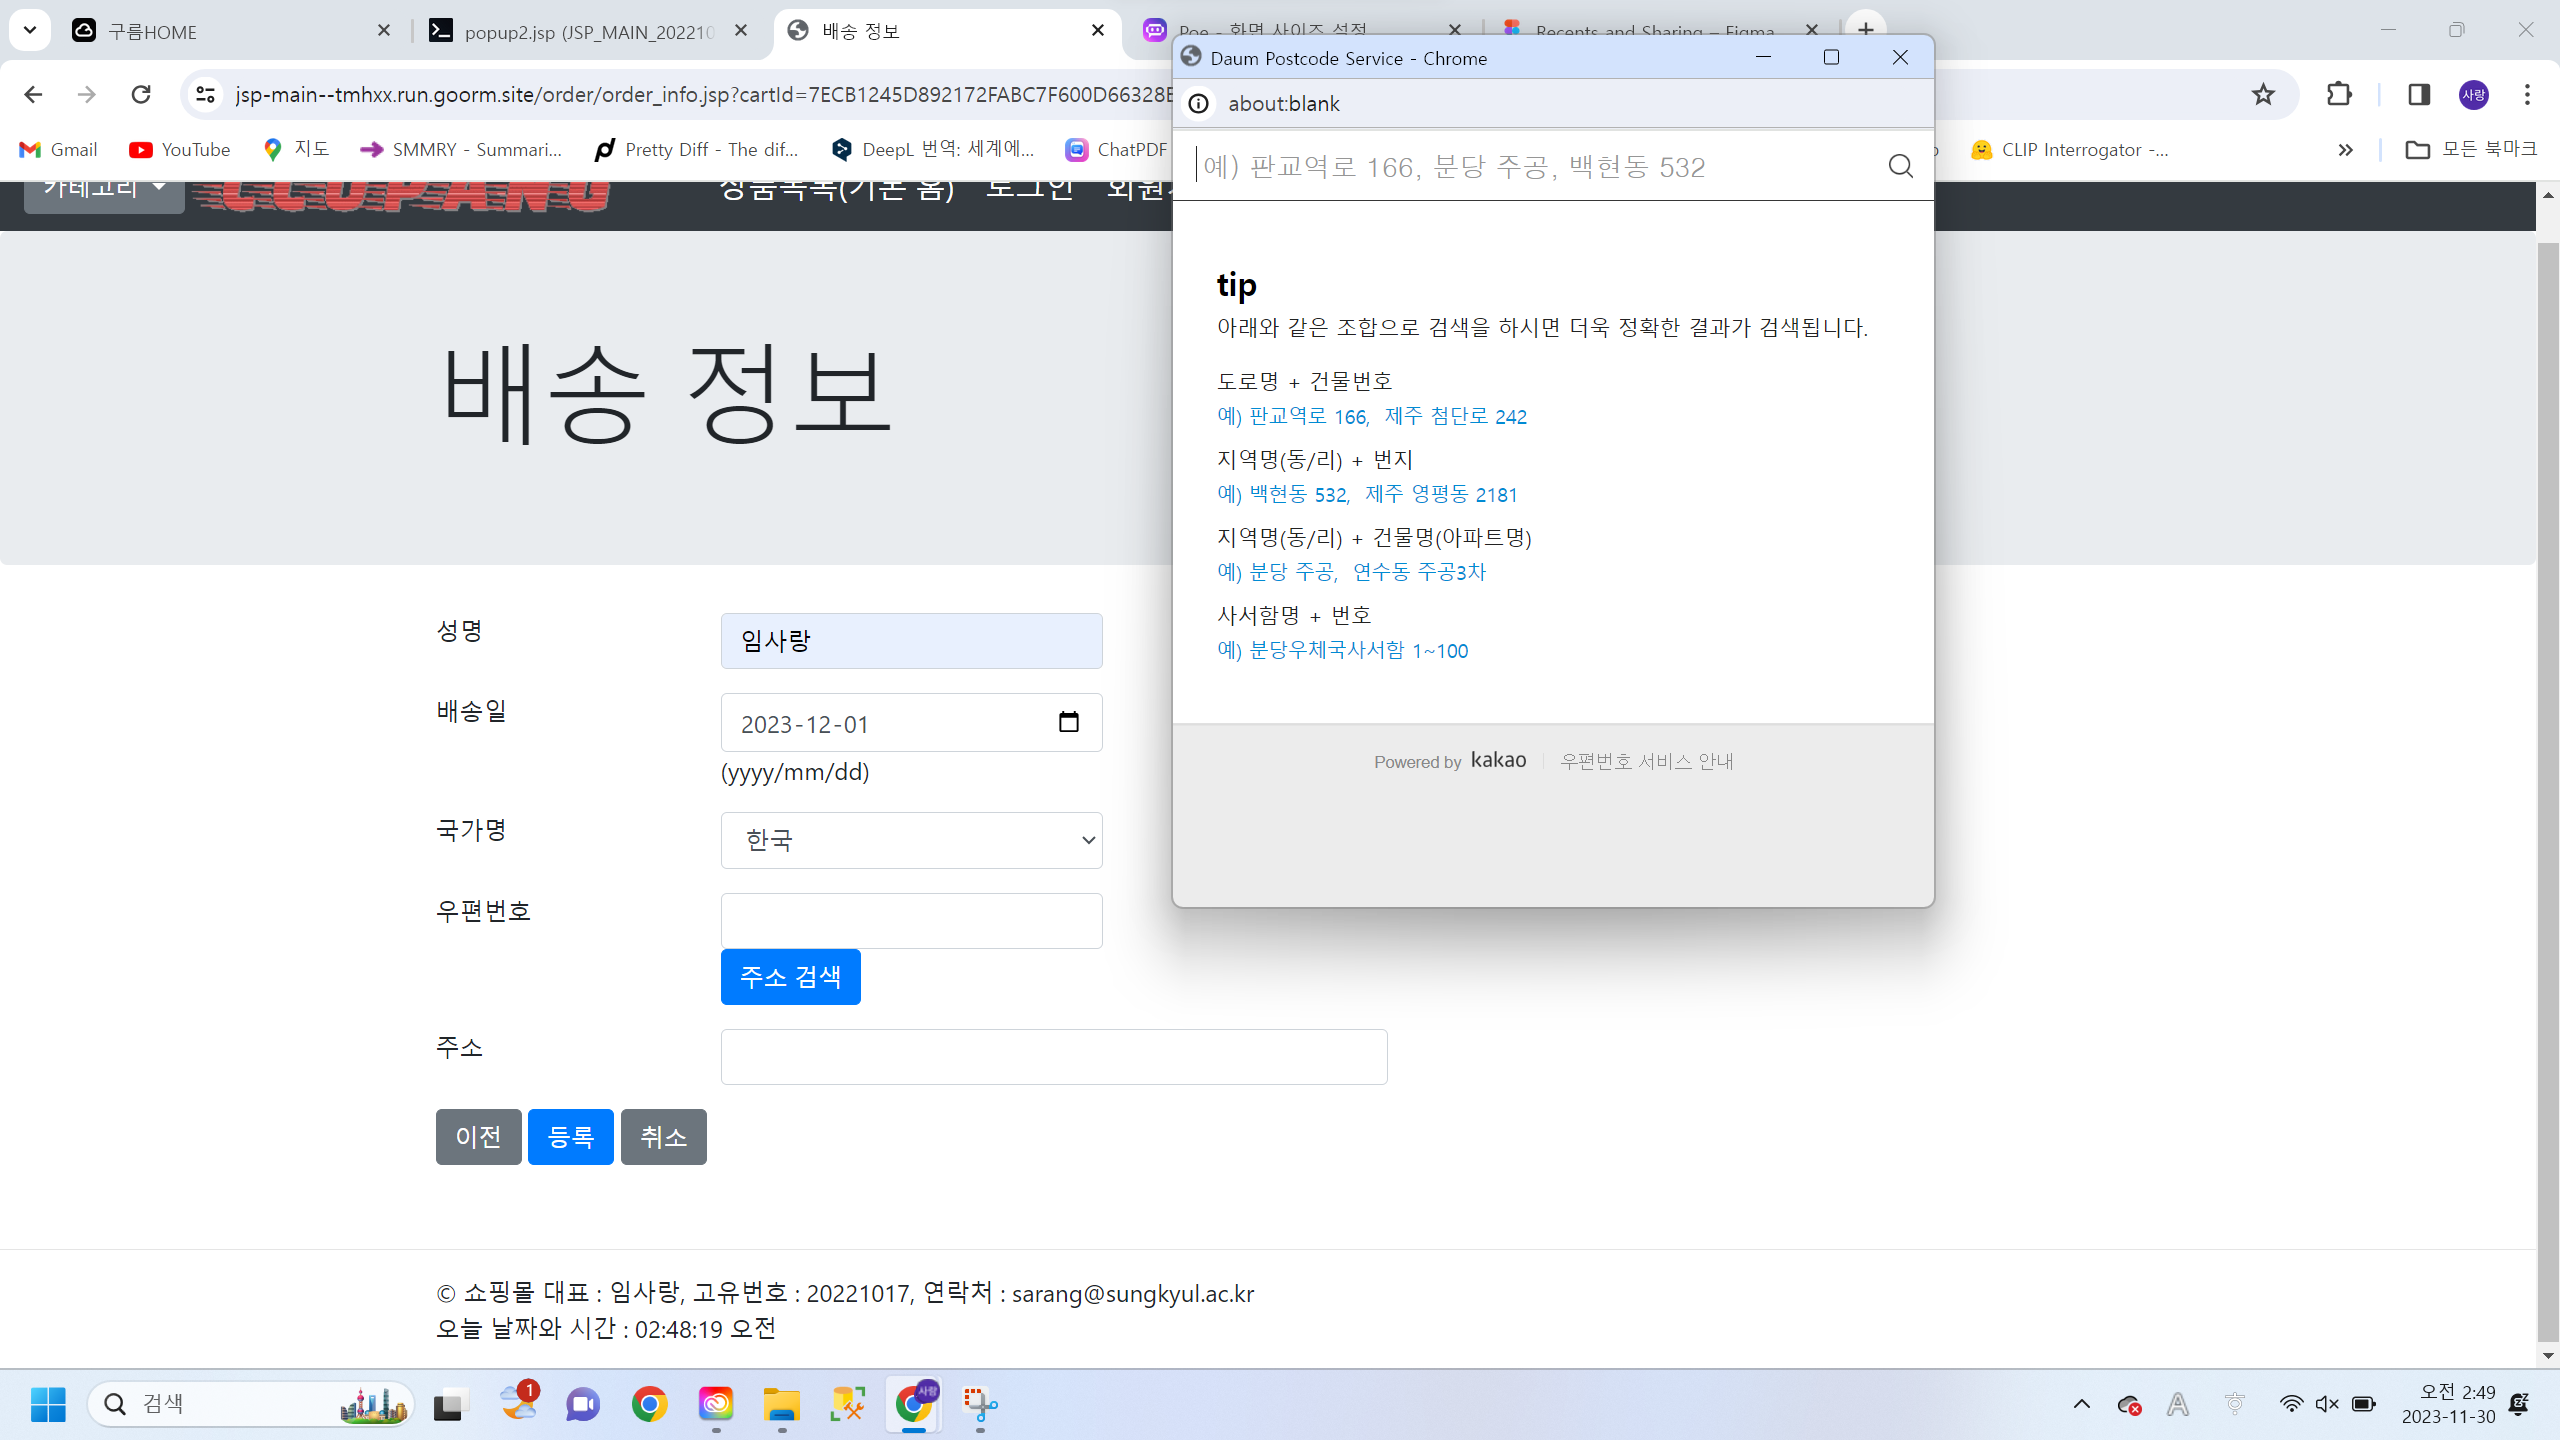 구름HOME
popup2.jsp (JSP_MAIN_202210
배송 정보
Poe - 화면 사이즈 설정
Recents and Sharing – Figma
jsp-main--tmhxx.run.goorm.site/order/order_info.jsp?cartId=7ECB1245D892172FABC7F600D66328
사랑
Gmail
YouTube
지도
SMMRY - Summari...
Pretty Diff - The dif...
DeepL 번역: 세계에...
ChatPDF
CLIP Interrogator -...
모든 북마크
카테고리
CCUPANG
상품목록(기본 홈)
로그인
회원
배송 정보
성명
임사랑
배송일
2023-12-01
(yyyy/mm/dd)
국가명
한국
우편번호
주소 검색
주소
이전
등록
취소
© 쇼핑몰 대표 : 임사랑, 고유번호 : 20221017, 연락처 : sarang@sungkyul.ac.kr
오늘 날짜와 시간 : 02:48:19 오전
Daum Postcode Service - Chrome
about:blank
예) 판교역로 166, 분당 주공, 백현동 532
tip
아래와 같은 조합으로 검색을 하시면 더욱 정확한 결과가 검색됩니다.
도로명 + 건물번호
예) 판교역로 166, 제주 첨단로 242
지역명(동/리) + 번지
예) 백현동 532, 제주 영평동 2181
지역명(동/리) + 건물명(아파트명)
예) 분당 주공, 연수동 주공3차
사서함명 + 번호
예) 분당우체국사서함 1~100
Powered by kakao
우편번호 서비스 안내
검색
1
사랑
A
오전 2:49
2023-11-30